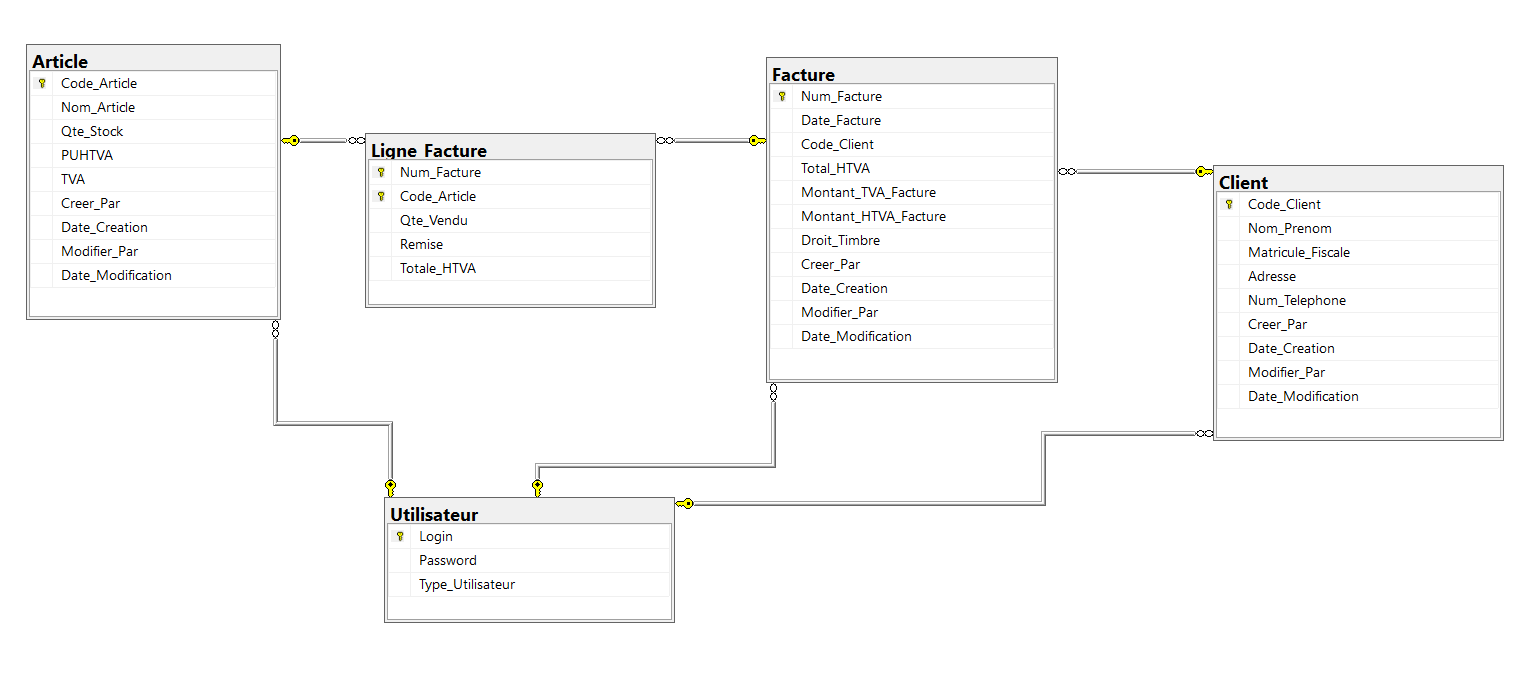 Article
Code_Article
Nom_Article
Qte_Stock
PUHTVA
TVA
Creer_Par
Date_Creation
Modifier_Par
Date_Modification
Ligne_Facture
Num_Facture
Code_Article
Qte_Vendu
Remise
Totale_HTVA
Facture
Num_Facture
Date_Facture
Code_Client
Total_HTVA
Montant_TVA_Facture
Montant_HTVA_Facture
Droit_Timbre
Creer_Par
Date_Creation
Modifier_Par
Date_Modification
Client
Code_Client
Nom_Prenom
Matricule_Fiscale
Adresse
Num_Telephone
Creer_Par
Date_Creation
Modifier_Par
Date_Modification
Utilisateur
Login
Password
Type_Utilisateur